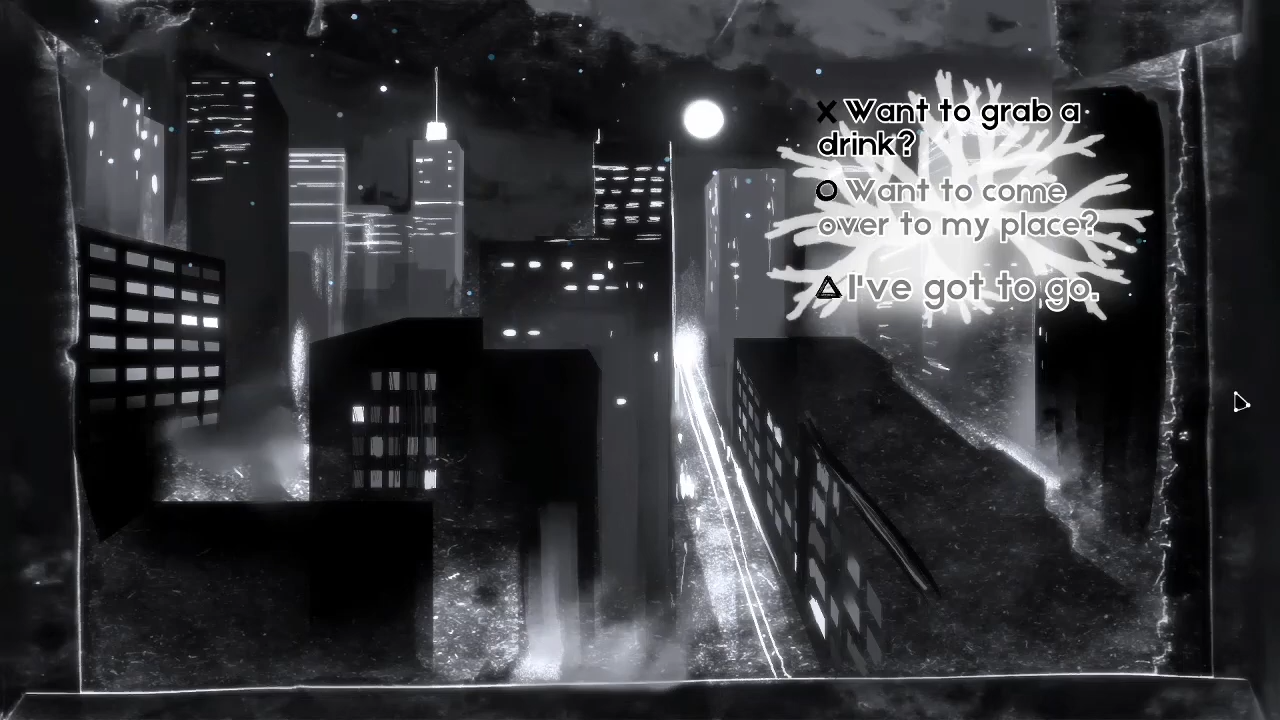 X Want to grab a
drink?
O Want to come
over to my place?
△ I've got to go.